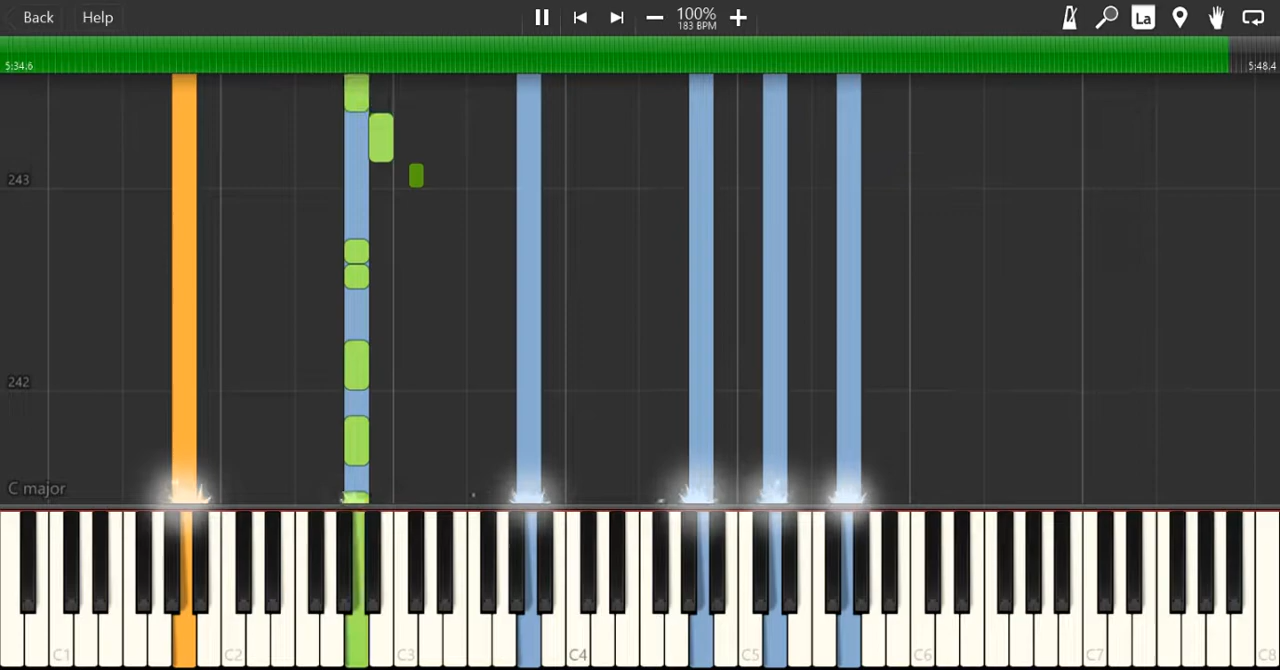 Back Help 100% La
183 BPM
5:34,6 5:48,4
243
242
C major
C1 C2 C3 C4 C5 C6 C7 C8